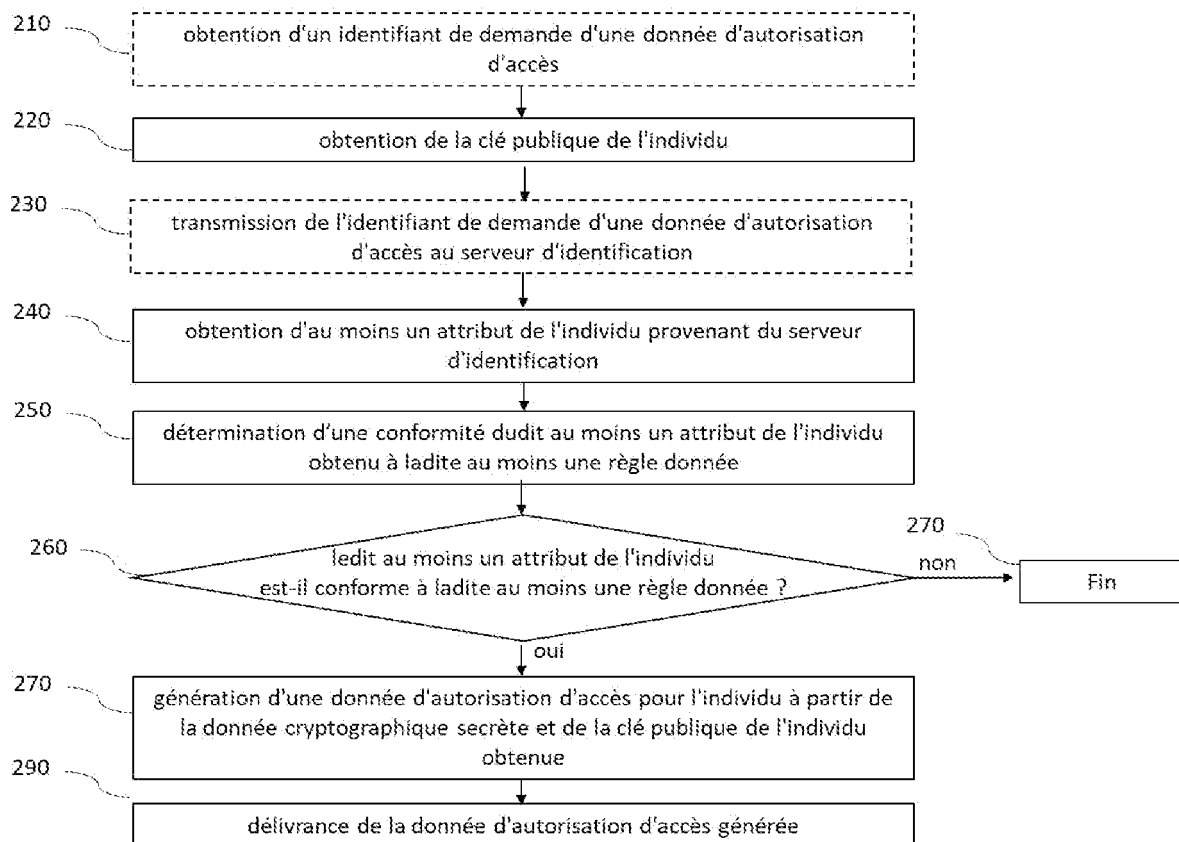 210
obtention d'un identifiant de demande d'une donnée d'autorisation
d'accès
220
obtention de la clé publique de l'individu
230
transmission de l'identifiant de demande d'une donnée d'autorisation
d'accès au serveur d'identification
240
obtention d'au moins un attribut de l'individu provenant du serveur
d'identification
250
détermination d'une conformité dudit au moins un attribut de l'individu
obtenu à ladite au moins une règle donnée
260
ledit au moins un attribut de l'individu
est-il conforme à ladite au moins une règle donnée ?
non
270
Fin
oui
270
génération d'une donnée d'autorisation d'accès pour l'individu à partir de
la donnée cryptographique secrète et de la clé publique de l'individu
obtenue
290
délivrance de la donnée d'autorisation d'accès générée